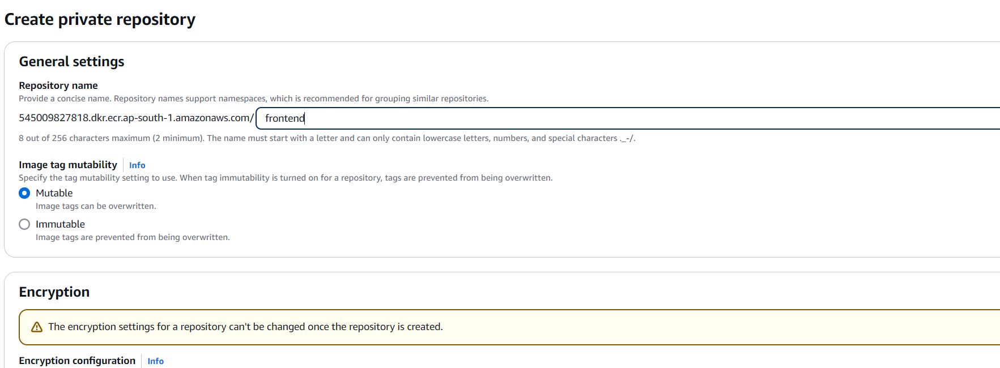 Create private repository
General settings
Repository name
Provide a concise name. Repository names support namespaces, which is recommended for grouping similar repositories.
545009827818.dkr.ecr.ap-south-1.amazonaws.com/ frontend
8 out of 256 characters maximum (2 minimum). The name must start with a letter and can only contain lowercase letters, numbers, and special characters ._-/.
Image tag mutability Info
Specify the tag mutability setting to use. When tag immutability is turned on for a repository, tags are prevented from being overwritten.
Mutable
Image tags can be overwritten.
Immutable
Image tags are prevented from being overwritten.
Encryption
The encryption settings for a repository can't be changed once the repository is created.
Encryption configuration Info